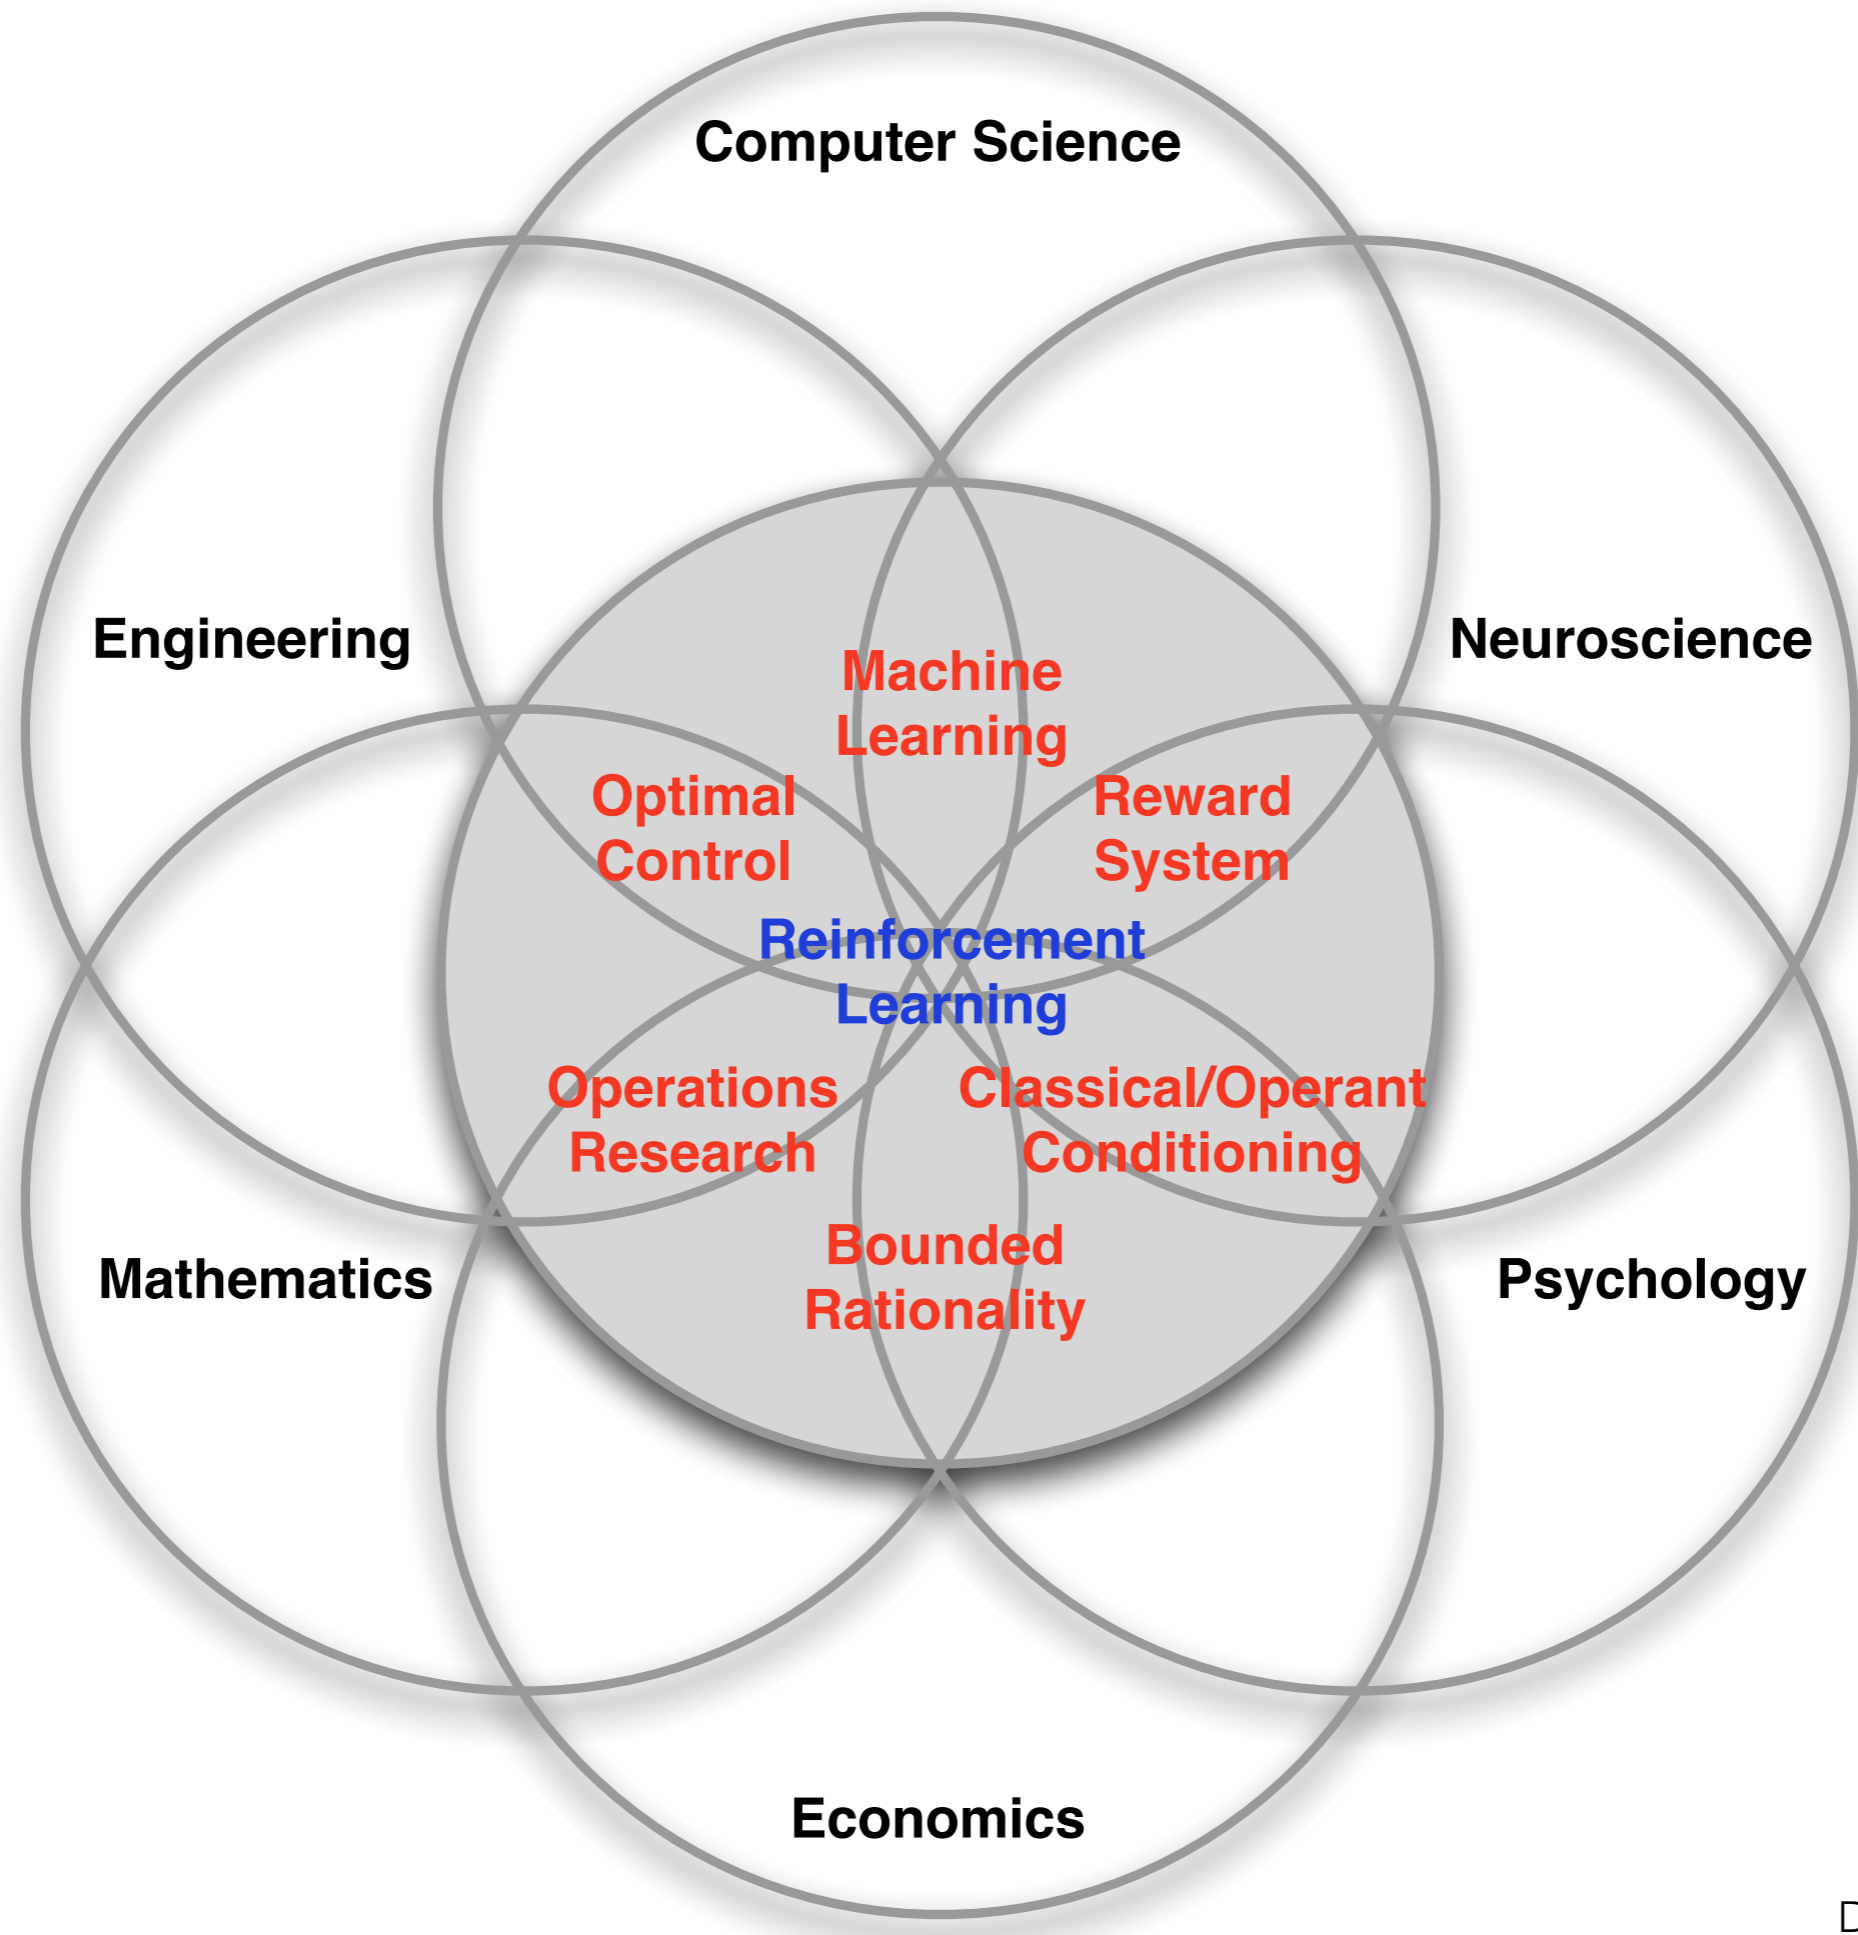 Computer Science
Engineering
Neuroscience
Machine
Learning
Optimal
Control
Reward
System
Reinforcement
Learning
Operations
Research
Classical/Operant
Conditioning
Bounded
Rationality
Mathematics
Psychology
Economics